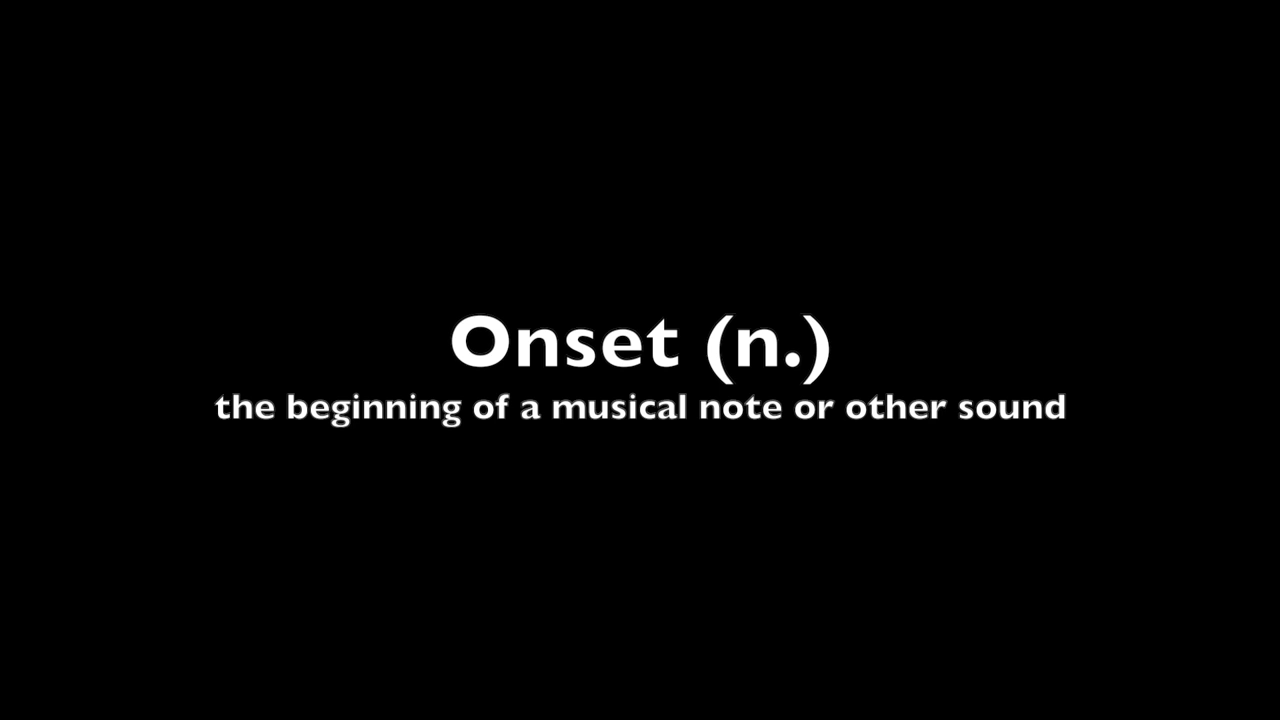 Onset (n.)
the beginning of a musical note or other sound